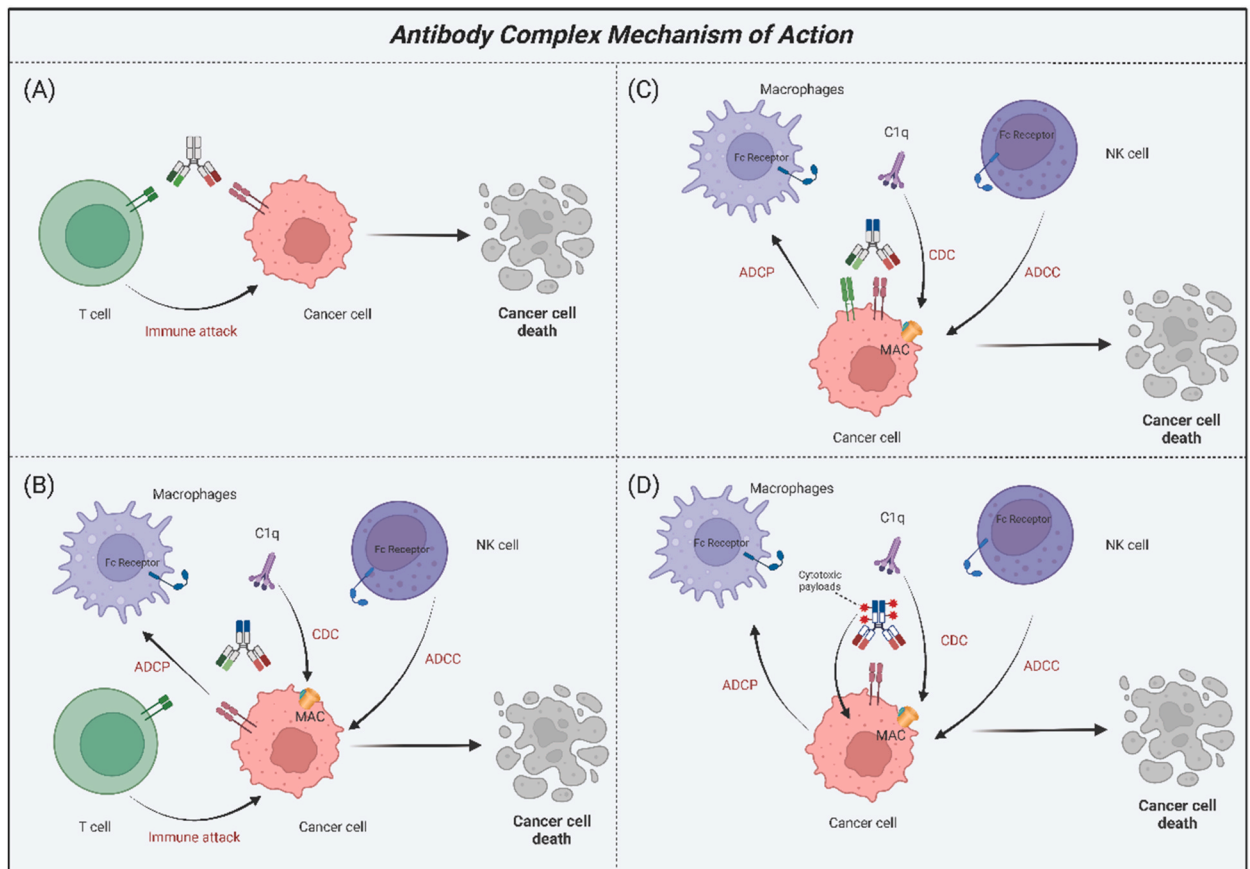 Antibody Complex Mechanism of Action
(A)
T cell
Immune attack
Cancer cell
Cancer cell
death
(C)
Macrophages
Fc Receptor
C1q
Fc Receptor
NK cell
ADCP
CDC
ADCC
MAC
Cancer cell
Cancer cell
death
(B)
Macrophages
Fc Receptor
C1q
Fc Receptor
NK cell
CDC
ADCP
ADCC
MAC
T cell
Immune attack
Cancer cell
Cancer cell
death
(D)
Macrophages
Fc Receptor
C1q
Fc Receptor
NK cell
Cytotoxic
payloads
CDC
ADCP
ADCC
MAC
Cancer cell
Cancer cell
death